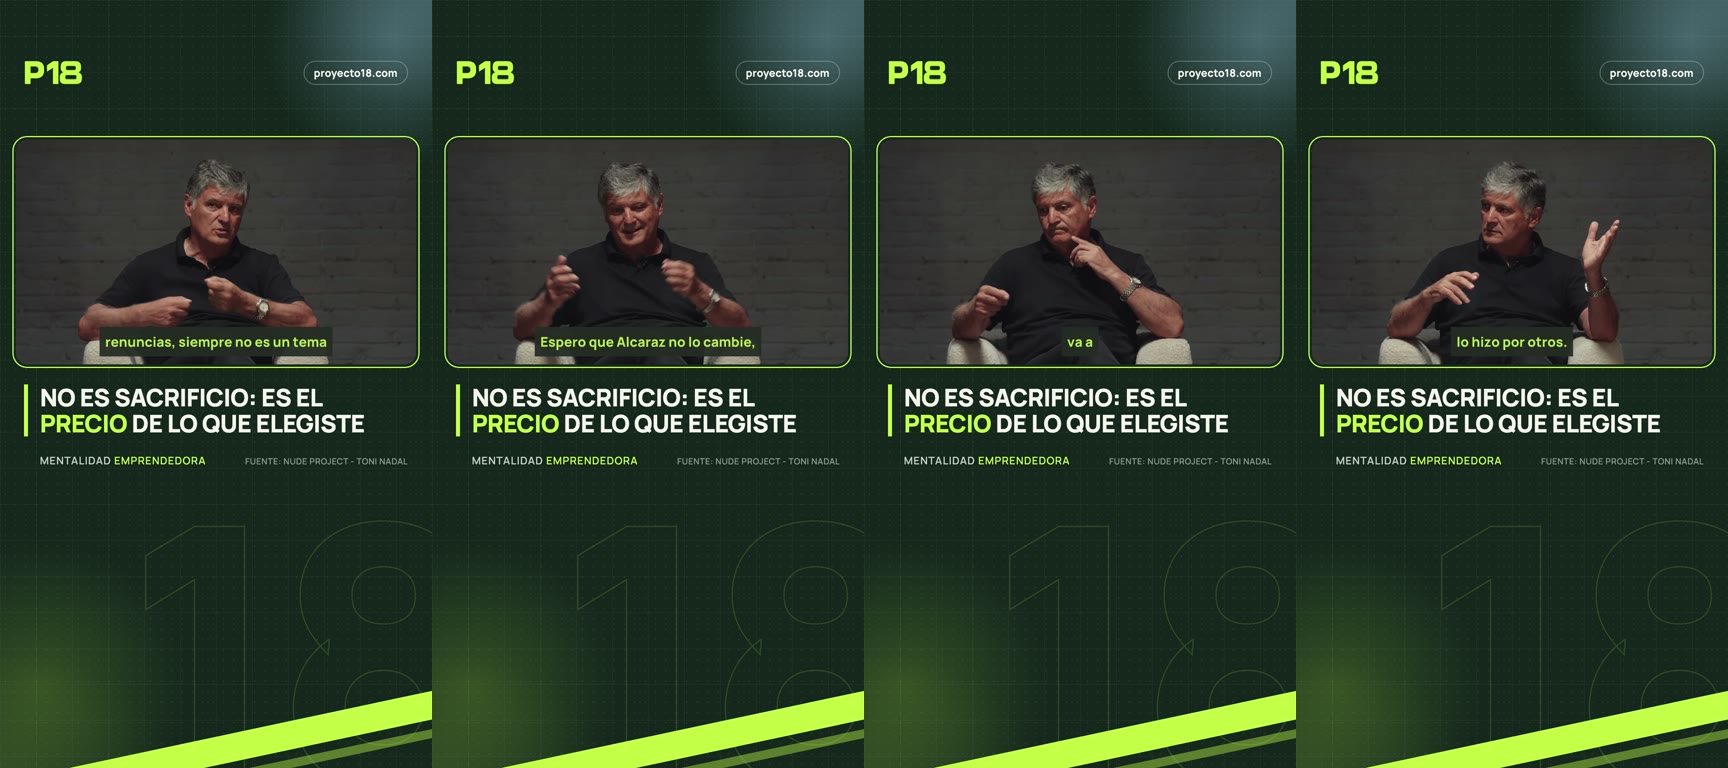 P18
proyecto18.com
renuncias, siempre no es un tema
NO ES SACRIFICIO: ES EL
PRECIO DE LO QUE ELEGISTE
MENTALIDAD EMPRENDEDORA
FUENTE: NUDE PROJECT - TONI NADAL
18
P18
proyecto18.com
Espero que Alcaraz no lo cambie,
NO ES SACRIFICIO: ES EL
PRECIO DE LO QUE ELEGISTE
MENTALIDAD EMPRENDEDORA
FUENTE: NUDE PROJECT - TONI NADAL
18
P18
proyecto18.com
va a
NO ES SACRIFICIO: ES EL
PRECIO DE LO QUE ELEGISTE
MENTALIDAD EMPRENDEDORA
FUENTE: NUDE PROJECT - TONI NADAL
18
P18
proyecto18.com
lo hizo por otros.
NO ES SACRIFICIO: ES EL
PRECIO DE LO QUE ELEGISTE
MENTALIDAD EMPRENDEDORA
FUENTE: NUDE PROJECT - TONI NADAL
18